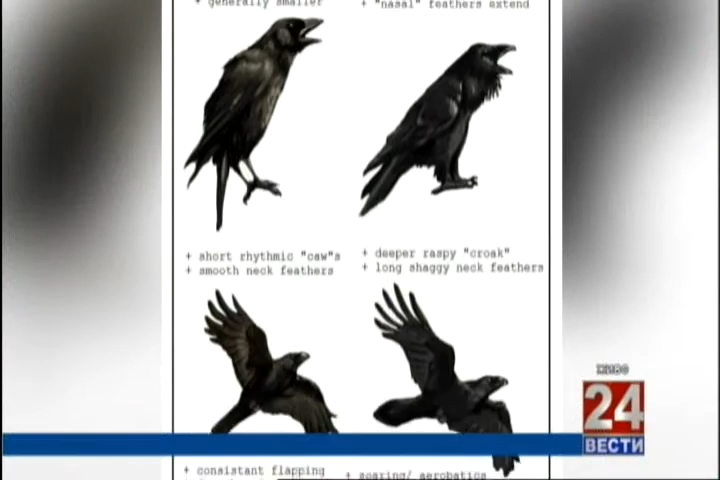 + generally smaller
+ "nasal" feathers extend
+ short rhythmic "caw"s
+ smooth neck feathers
+ deeper raspy "croak"
+ long shaggy neck feathers
+ consistant flapping
+ soaring/ aerobatics
24
ВЕСТИ